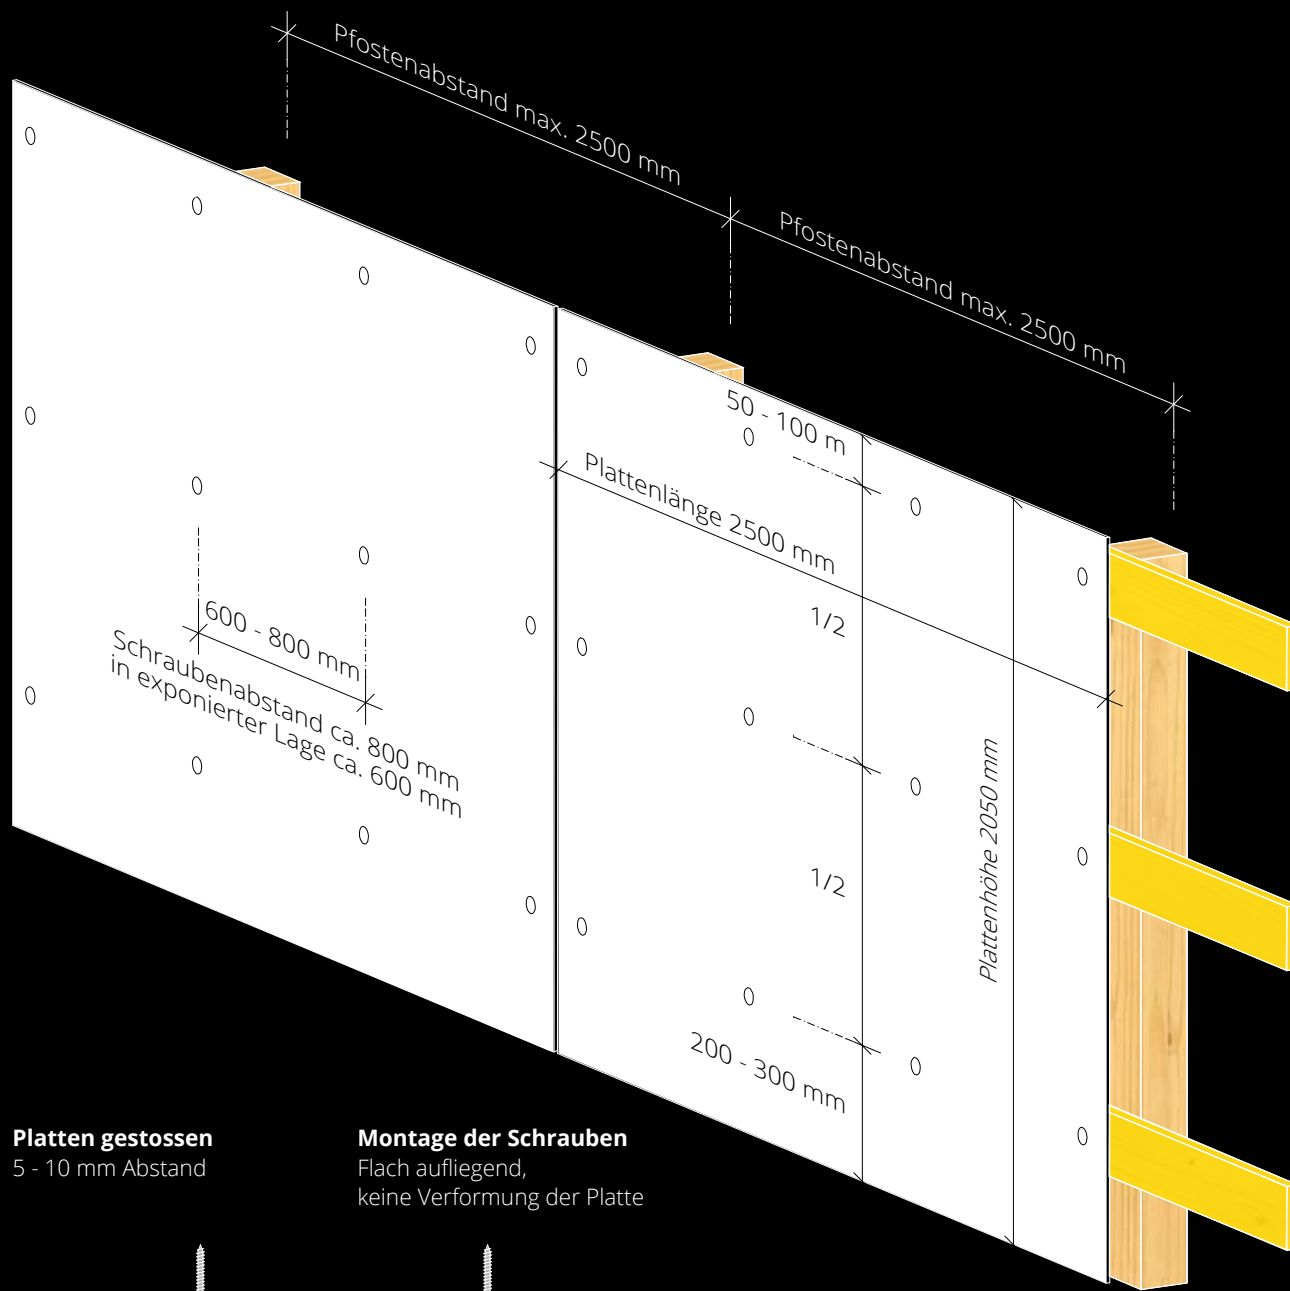 Pfostenabstand max. 2500 mm
Pfostenabstand max. 2500 mm
50 - 100 m
Plattenlänge 2500 mm
1/2
600 - 800 mm
Schraubenabstand ca. 800 mm
in exponierter Lage ca. 600 mm
Plattenhöhe 2050 mm
1/2
200 - 300 mm
Platten gestossen
5 - 10 mm Abstand
Montage der Schrauben
Flach aufliegend,
keine Verformung der Platte